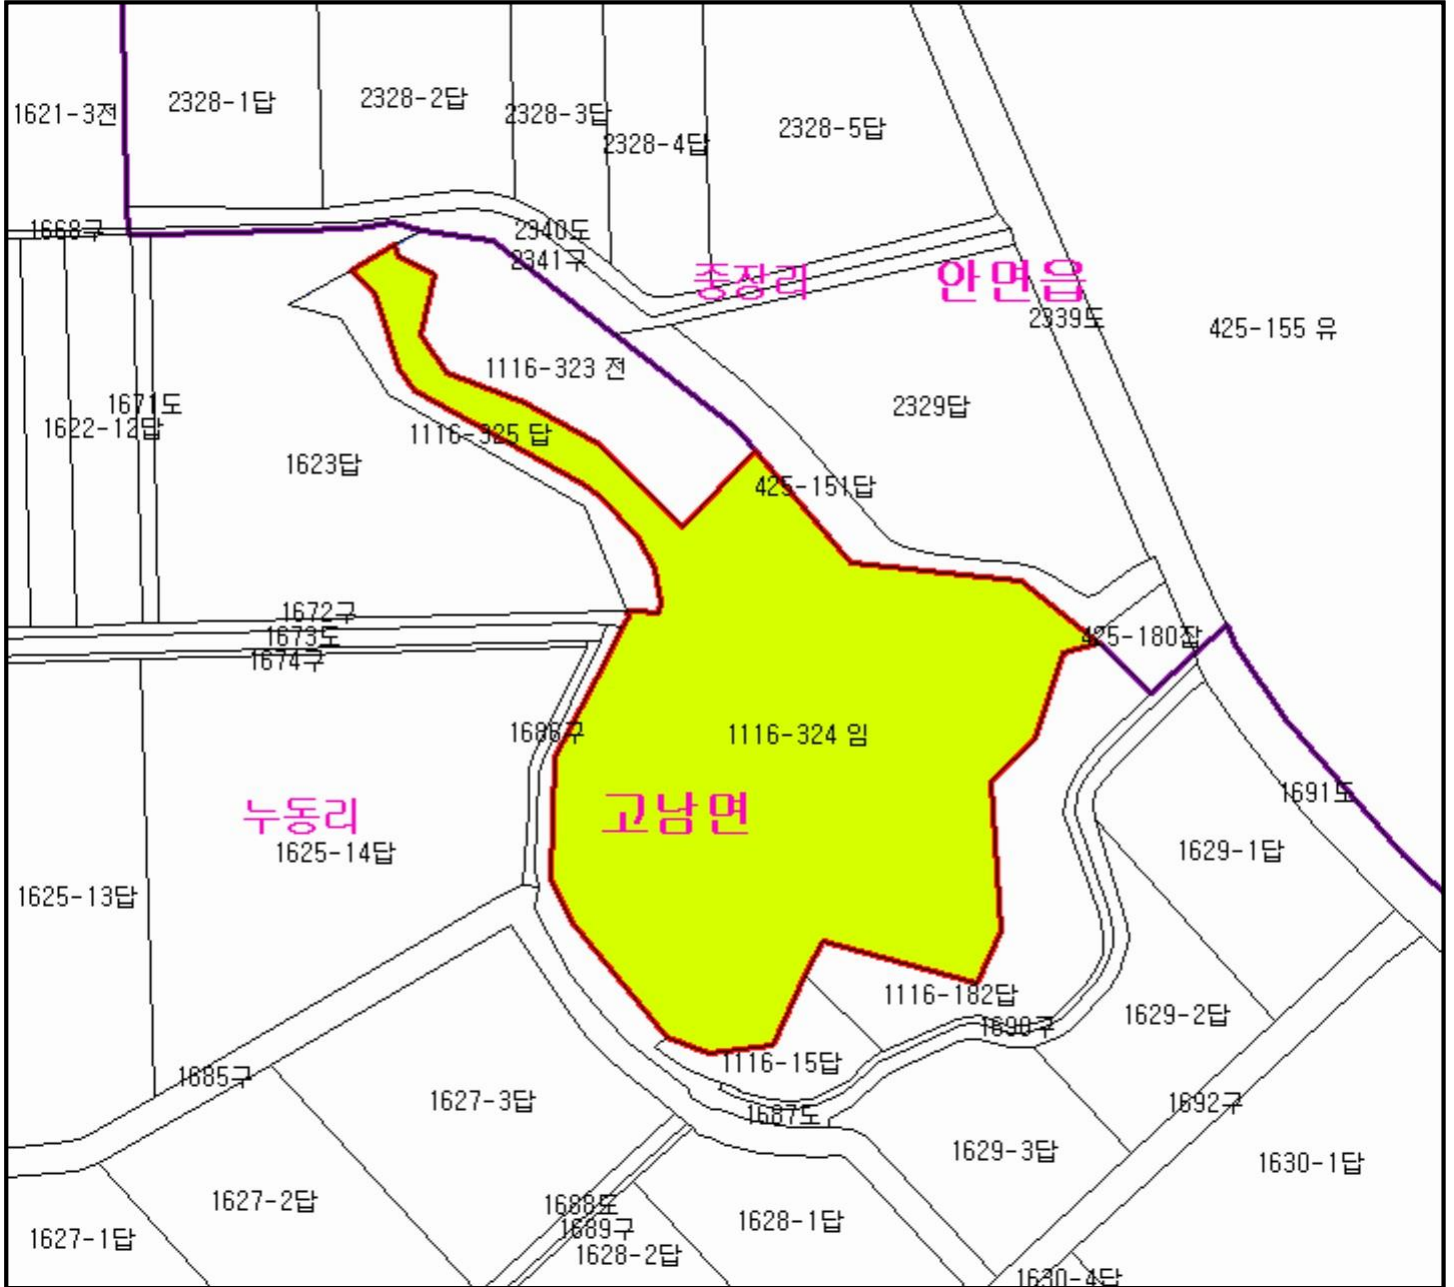 1621-3전
2328-1답
2328-2답
2328-3답
2328-4답
2328-5답
1668구
2340도
2341구
중장리
안면읍
2339도
425-155 유
1116-323 전
1671도
1622-12답
1116-325 답
2329답
1623답
425-151답
1672구
1673도
1674구
425-180잡
1686구
1116-324 임
누동리
고남면
1691도
1625-14답
1629-1답
1625-13답
1116-182답
1690구
1629-2답
1116-15답
1685구
1627-3답
1687도
1692구
1629-3답
1630-1답
1627-2답
1688도
1689구
1628-1답
1627-1답
1628-2답
1630-4답